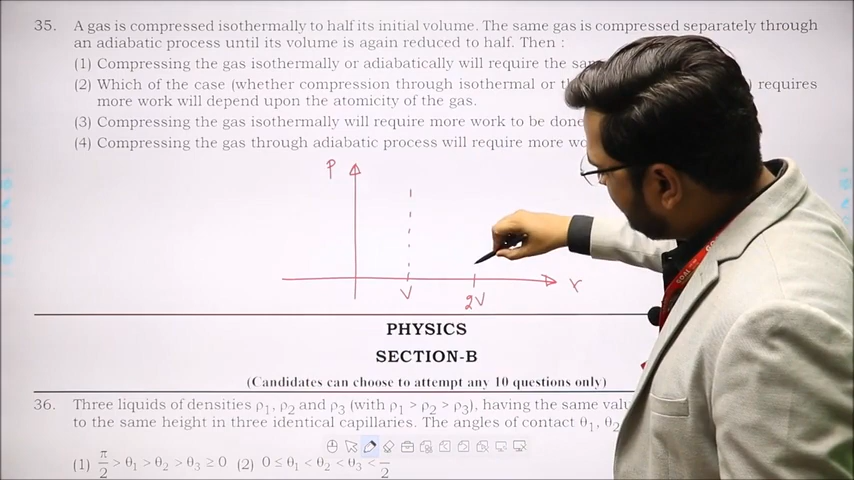 35. A gas is compressed isothermally to half its initial volume. The same gas is compressed separately through
an adiabatic process until its volume is again reduced to half. Then :
(1) Compressing the gas isothermally or adiabatically will require the
(2) Which of the case (whether compression through isothermal or requires
more work will depend upon the atomicity of the gas.
(3) Compressing the gas isothermally will require more work to be done
(4) Compressing the gas through adiabatic process will require more
P
V
2V
PHYSICS
SECTION-B
(Candidates can choose to attempt any 10 questions only)
36. Three liquids of densities ρ₁, ρ₂ and ρ₃ (with ρ₁ > ρ₂ > ρ₃), having the same
to the same height in three identical capillaries. The angles of contact θ₁, θ₂
(1) π/2 > θ₁ > θ₂ > θ₃ ≥ 0 (2) 0 ≤ θ₁ < θ₂ < θ₃ < π/2
GOAL